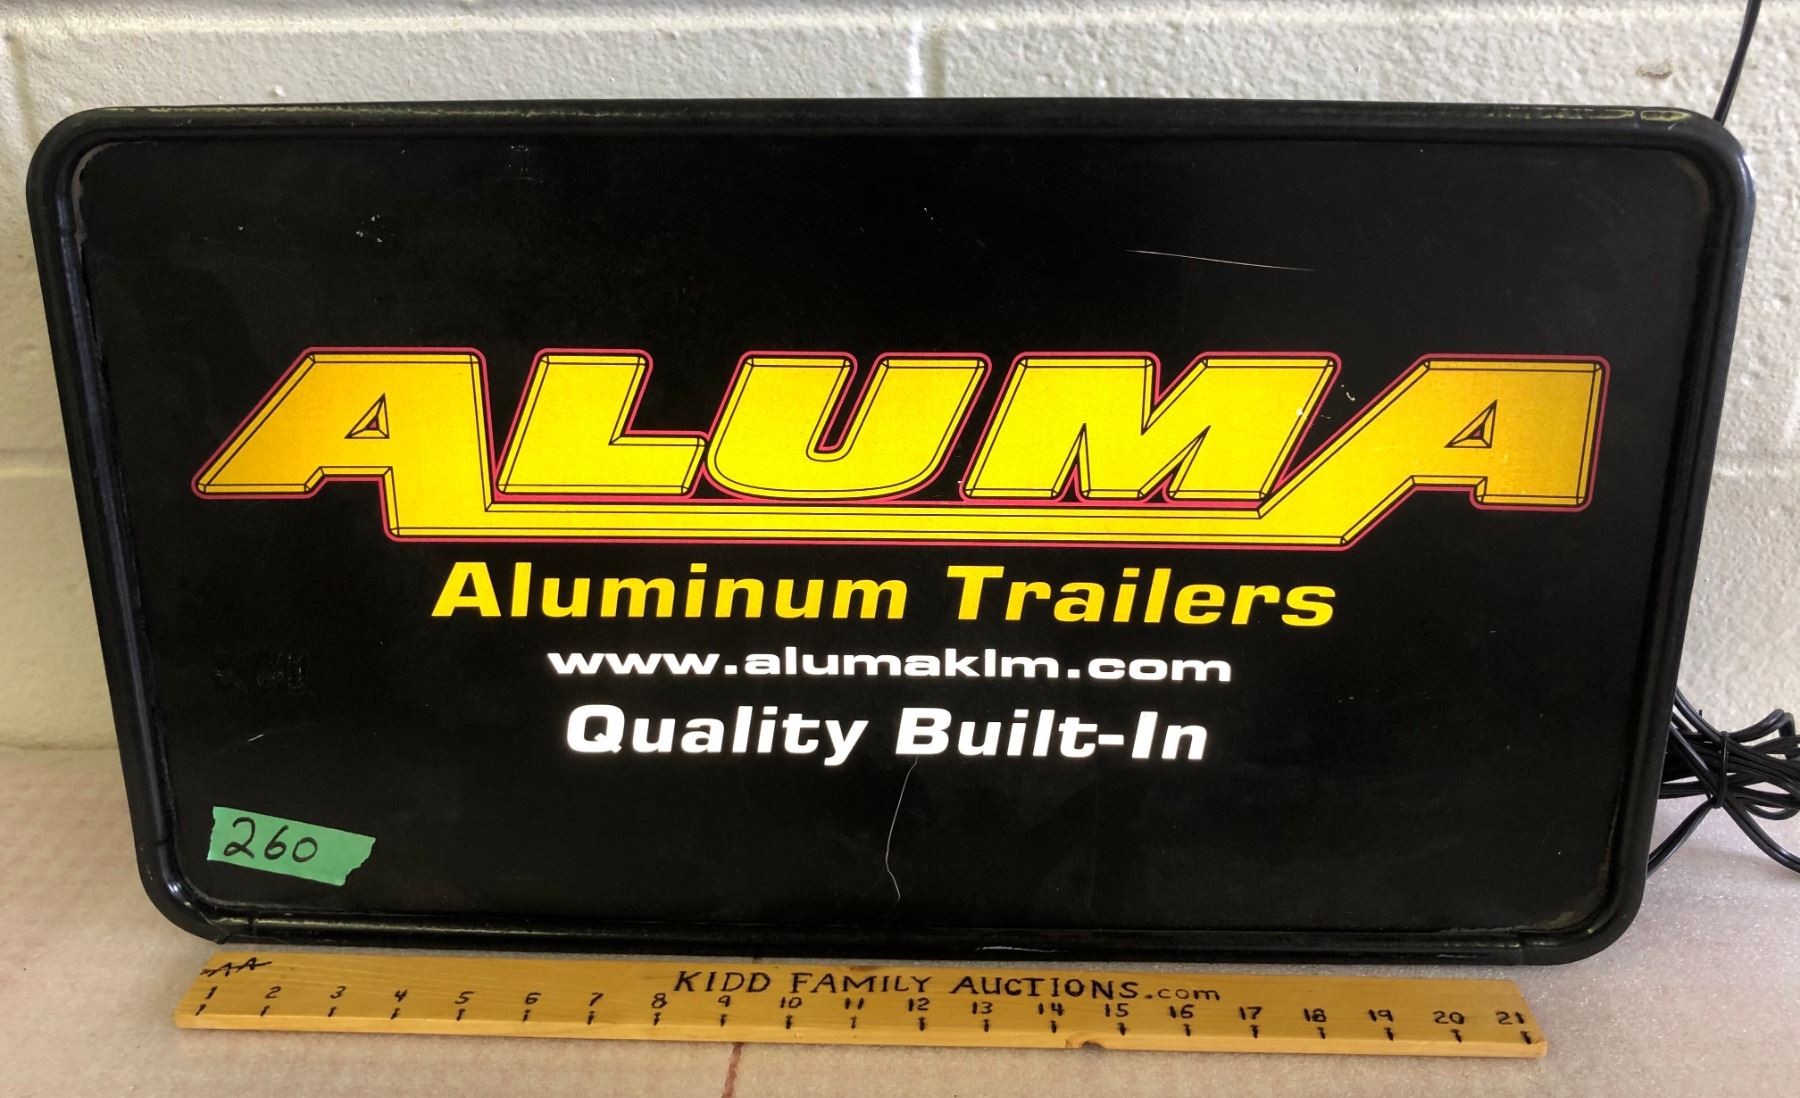 ALUMA
Aluminum Trailers
www.alumaklm.com
Quality Built-In
260
KIDD FAMILY AUCTIONS.com
1 2 3 4 5 6 7 8 9 10 11 12 13 14 15 16 17 18 19 20 21